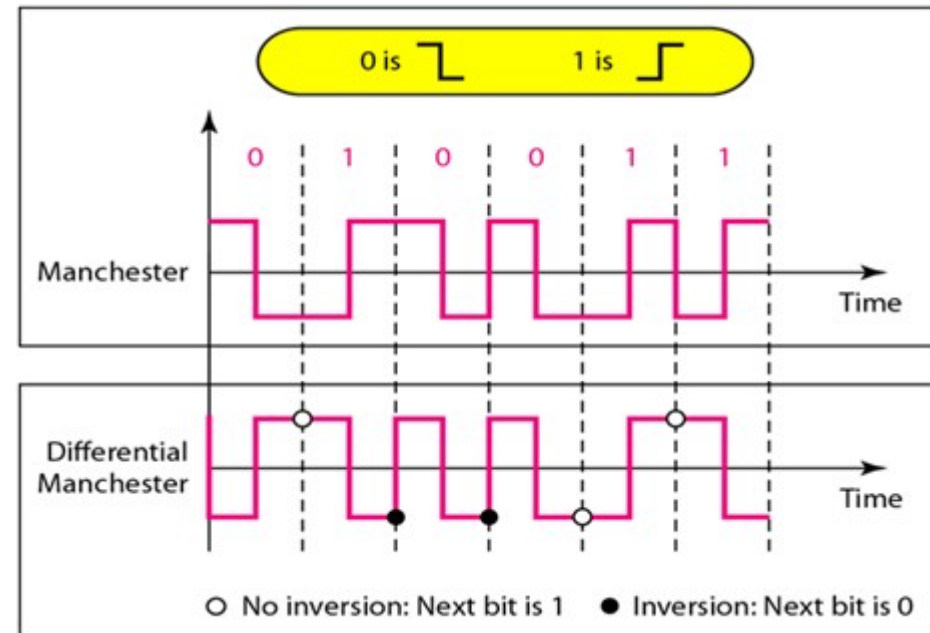 0 is 1 is
0 1 0 0 1 1
Manchester
Time
Differential
Manchester
Time
No inversion: Next bit is 1 Inversion: Next bit is 0